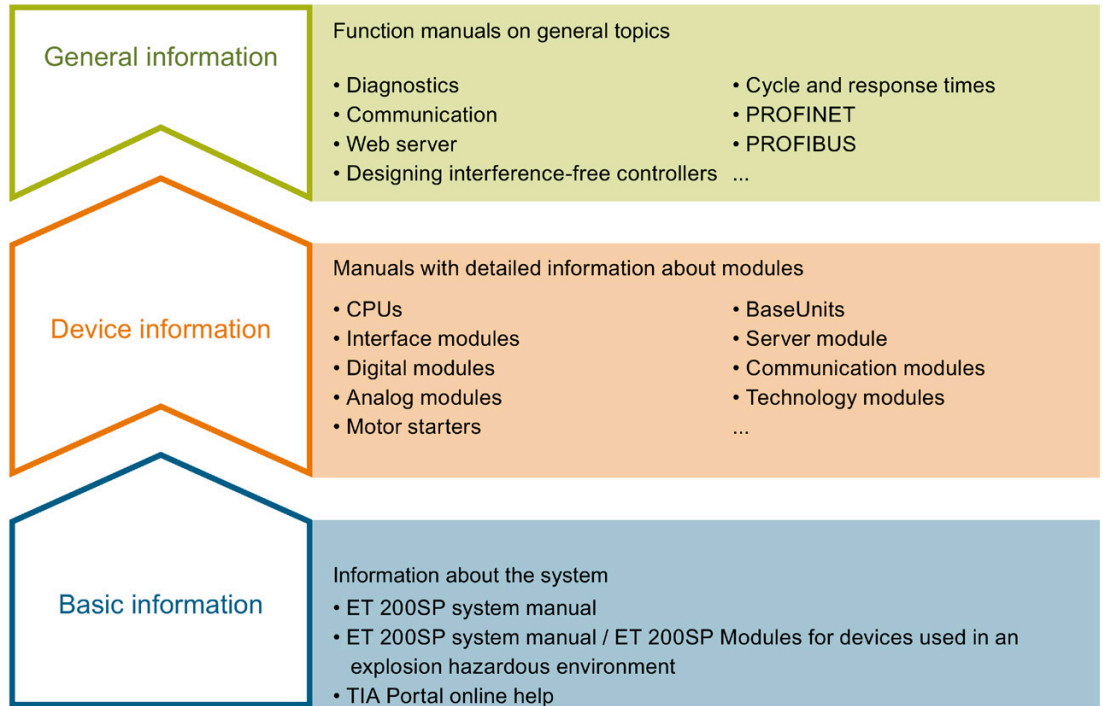 General information
Function manuals on general topics
• Diagnostics
• Communication
• Web server
• Designing interference-free controllers
• Cycle and response times
• PROFINET
• PROFIBUS
...
Device information
Manuals with detailed information about modules
• CPUs
• Interface modules
• Digital modules
• Analog modules
• Motor starters
• BaseUnits
• Server module
• Communication modules
• Technology modules
...
Basic information
Information about the system
• ET 200SP system manual
• ET 200SP system manual / ET 200SP Modules for devices used in an
explosion hazardous environment
• TIA Portal online help